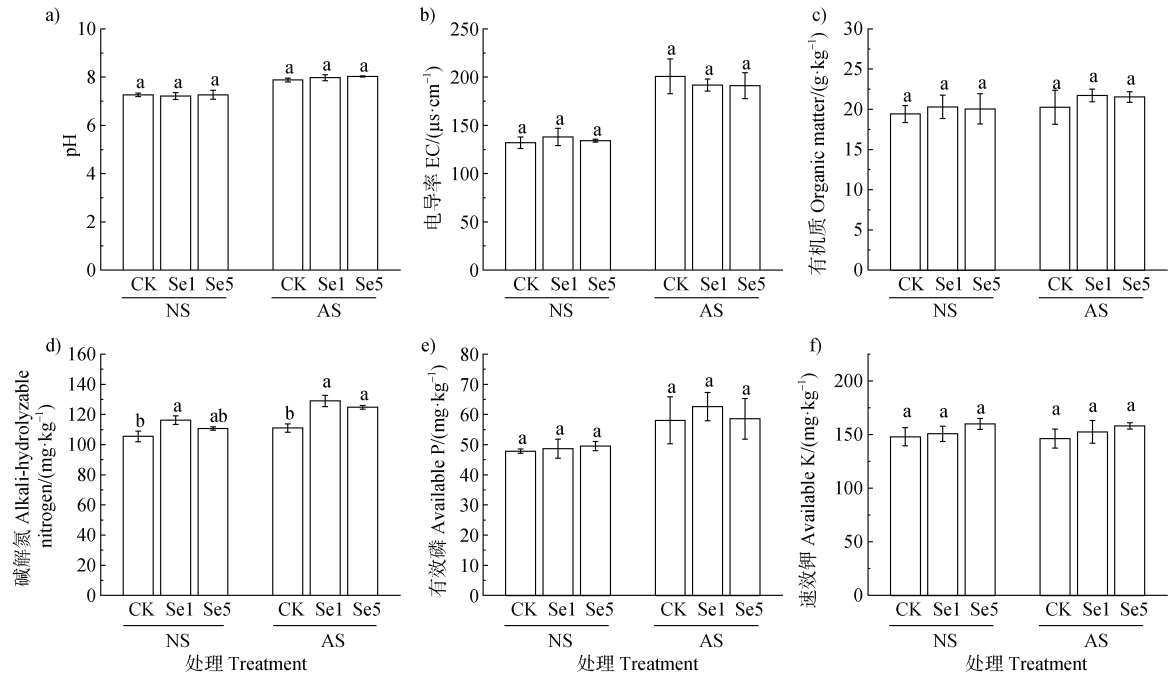 a)
pH
10
8
6
4
2
0
a a a a a a
CK Se1 Se5 CK Se1 Se5
NS AS
b)
电导率 EC/(μs·cm⁻¹)
250
200
150
100
50
0
a a a a a a
CK Se1 Se5 CK Se1 Se5
NS AS
c)
有机质 Organic matter/(g·kg⁻¹)
30
25
20
15
10
5
0
a a a a a a
CK Se1 Se5 CK Se1 Se5
NS AS
d)
碱解氮 Alkali-hydrolyzable
nitrogen/(mg·kg⁻¹)
160
140
120
100
80
60
40
20
0
b a ab b a a
CK Se1 Se5 CK Se1 Se5
NS AS
处理 Treatment
e)
有效磷 Available P/(mg·kg⁻¹)
80
70
60
50
40
30
20
10
0
a a a a a a
CK Se1 Se5 CK Se1 Se5
NS AS
处理 Treatment
f)
速效钾 Available K/(mg·kg⁻¹)
200
150
100
50
0
a a a a a a
CK Se1 Se5 CK Se1 Se5
NS AS
处理 Treatment